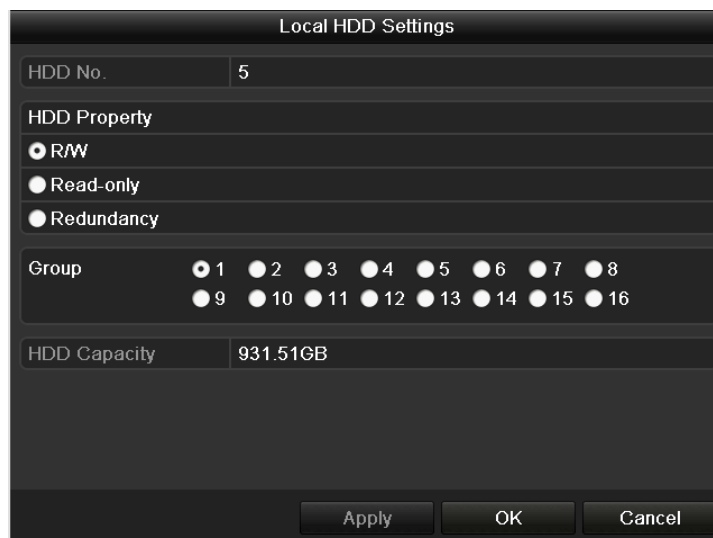 Local HDD Settings
HDD No. 5
HDD Property
R/W
Read-only
Redundancy
Group 1 2 3 4 5 6 7 8
9 10 11 12 13 14 15 16
HDD Capacity 931.51GB
Apply OK Cancel